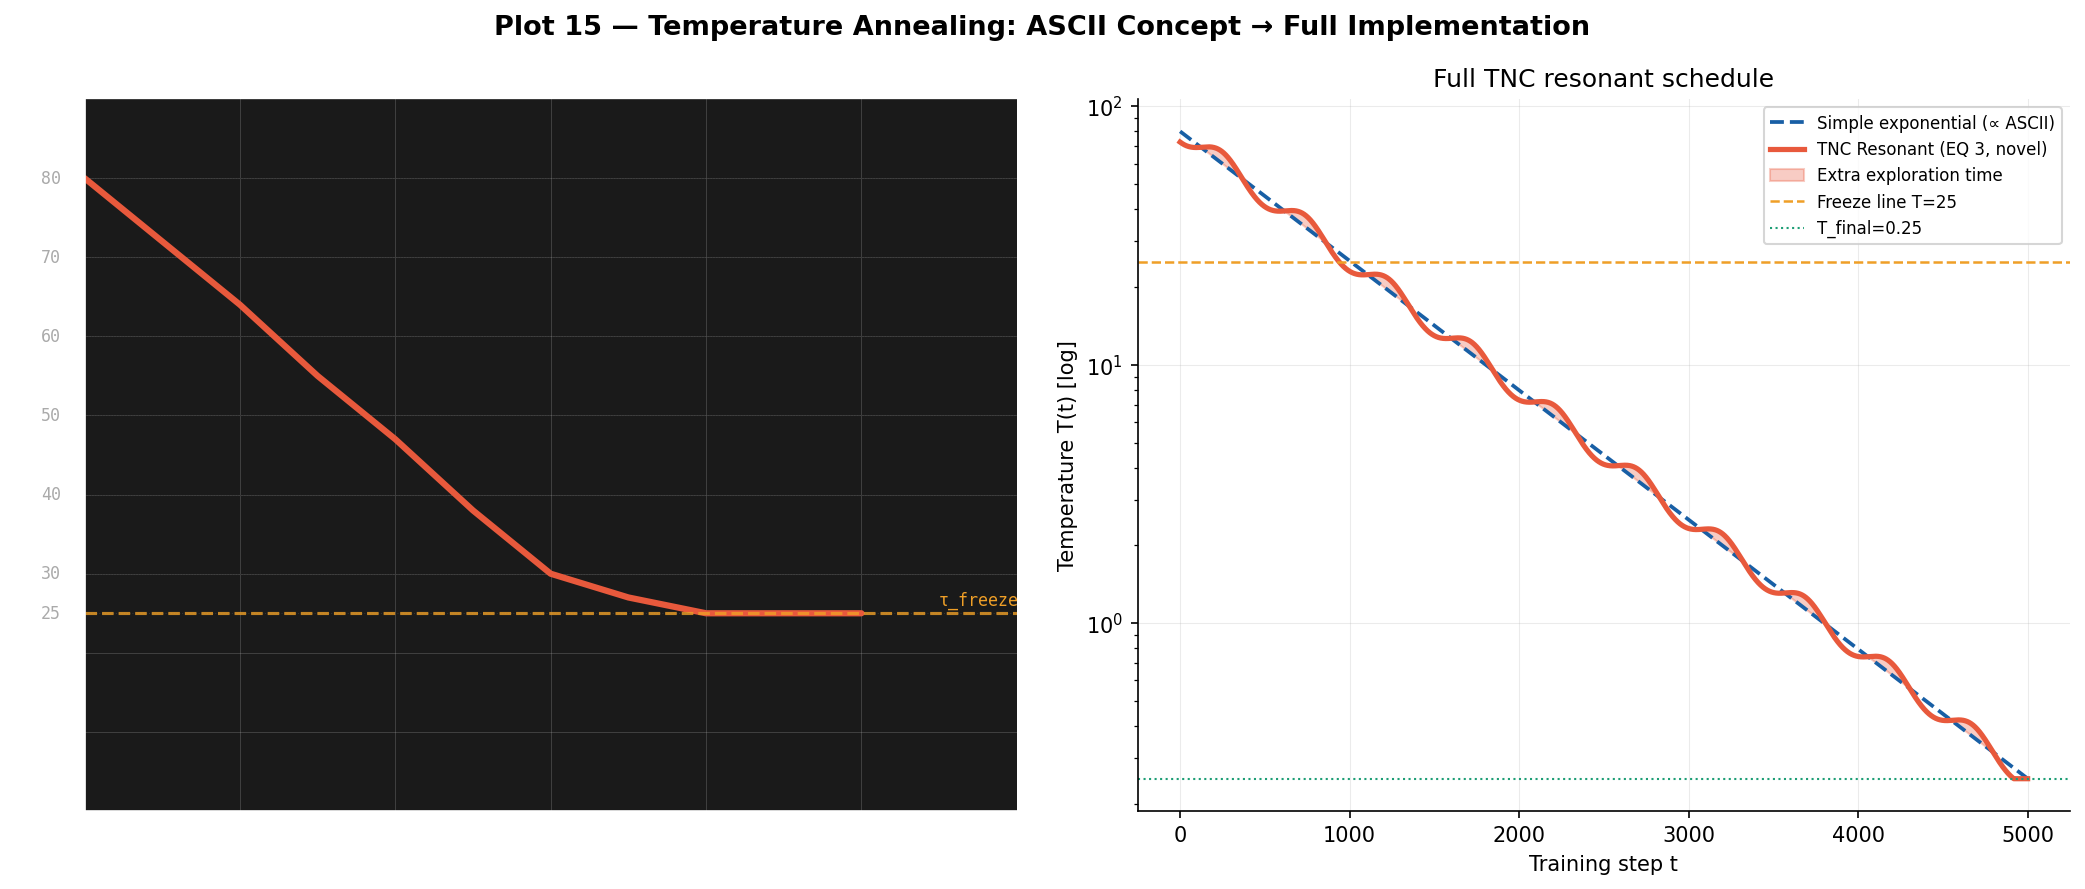 Plot 15 — Temperature Annealing: ASCII Concept → Full Implementation
80
70
60
50
40
30
25
τ_freeze
Full TNC resonant schedule
Simple exponential (∝ ASCII)
TNC Resonant (EQ 3, novel)
Extra exploration time
Freeze line T=25
T_final=0.25
Temperature T(t) [log]
10²
10¹
10⁰
0 1000 2000 3000 4000 5000
Training step t